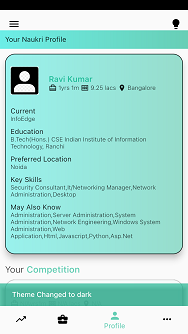 Your Naukri Profile
Ravi Kumar
1yrs 1m 9.25 lacs Bangalore
Current
InfoEdge
Education
B.Tech(Hons.) | CSE Indian Institute of Information
Technology, Ranchi
Preferred Location
Noida
Key Skills
Security Consultant,It/Networking Manager,Network
Administration,Desktop
May Also Know
Administration,Server Administration,System
Administration,Network Engineering,Windows System
Administration,Web
Application,Html,Javascript,Python,Asp.Net
Your Competition
Theme Changed to dark
Profile